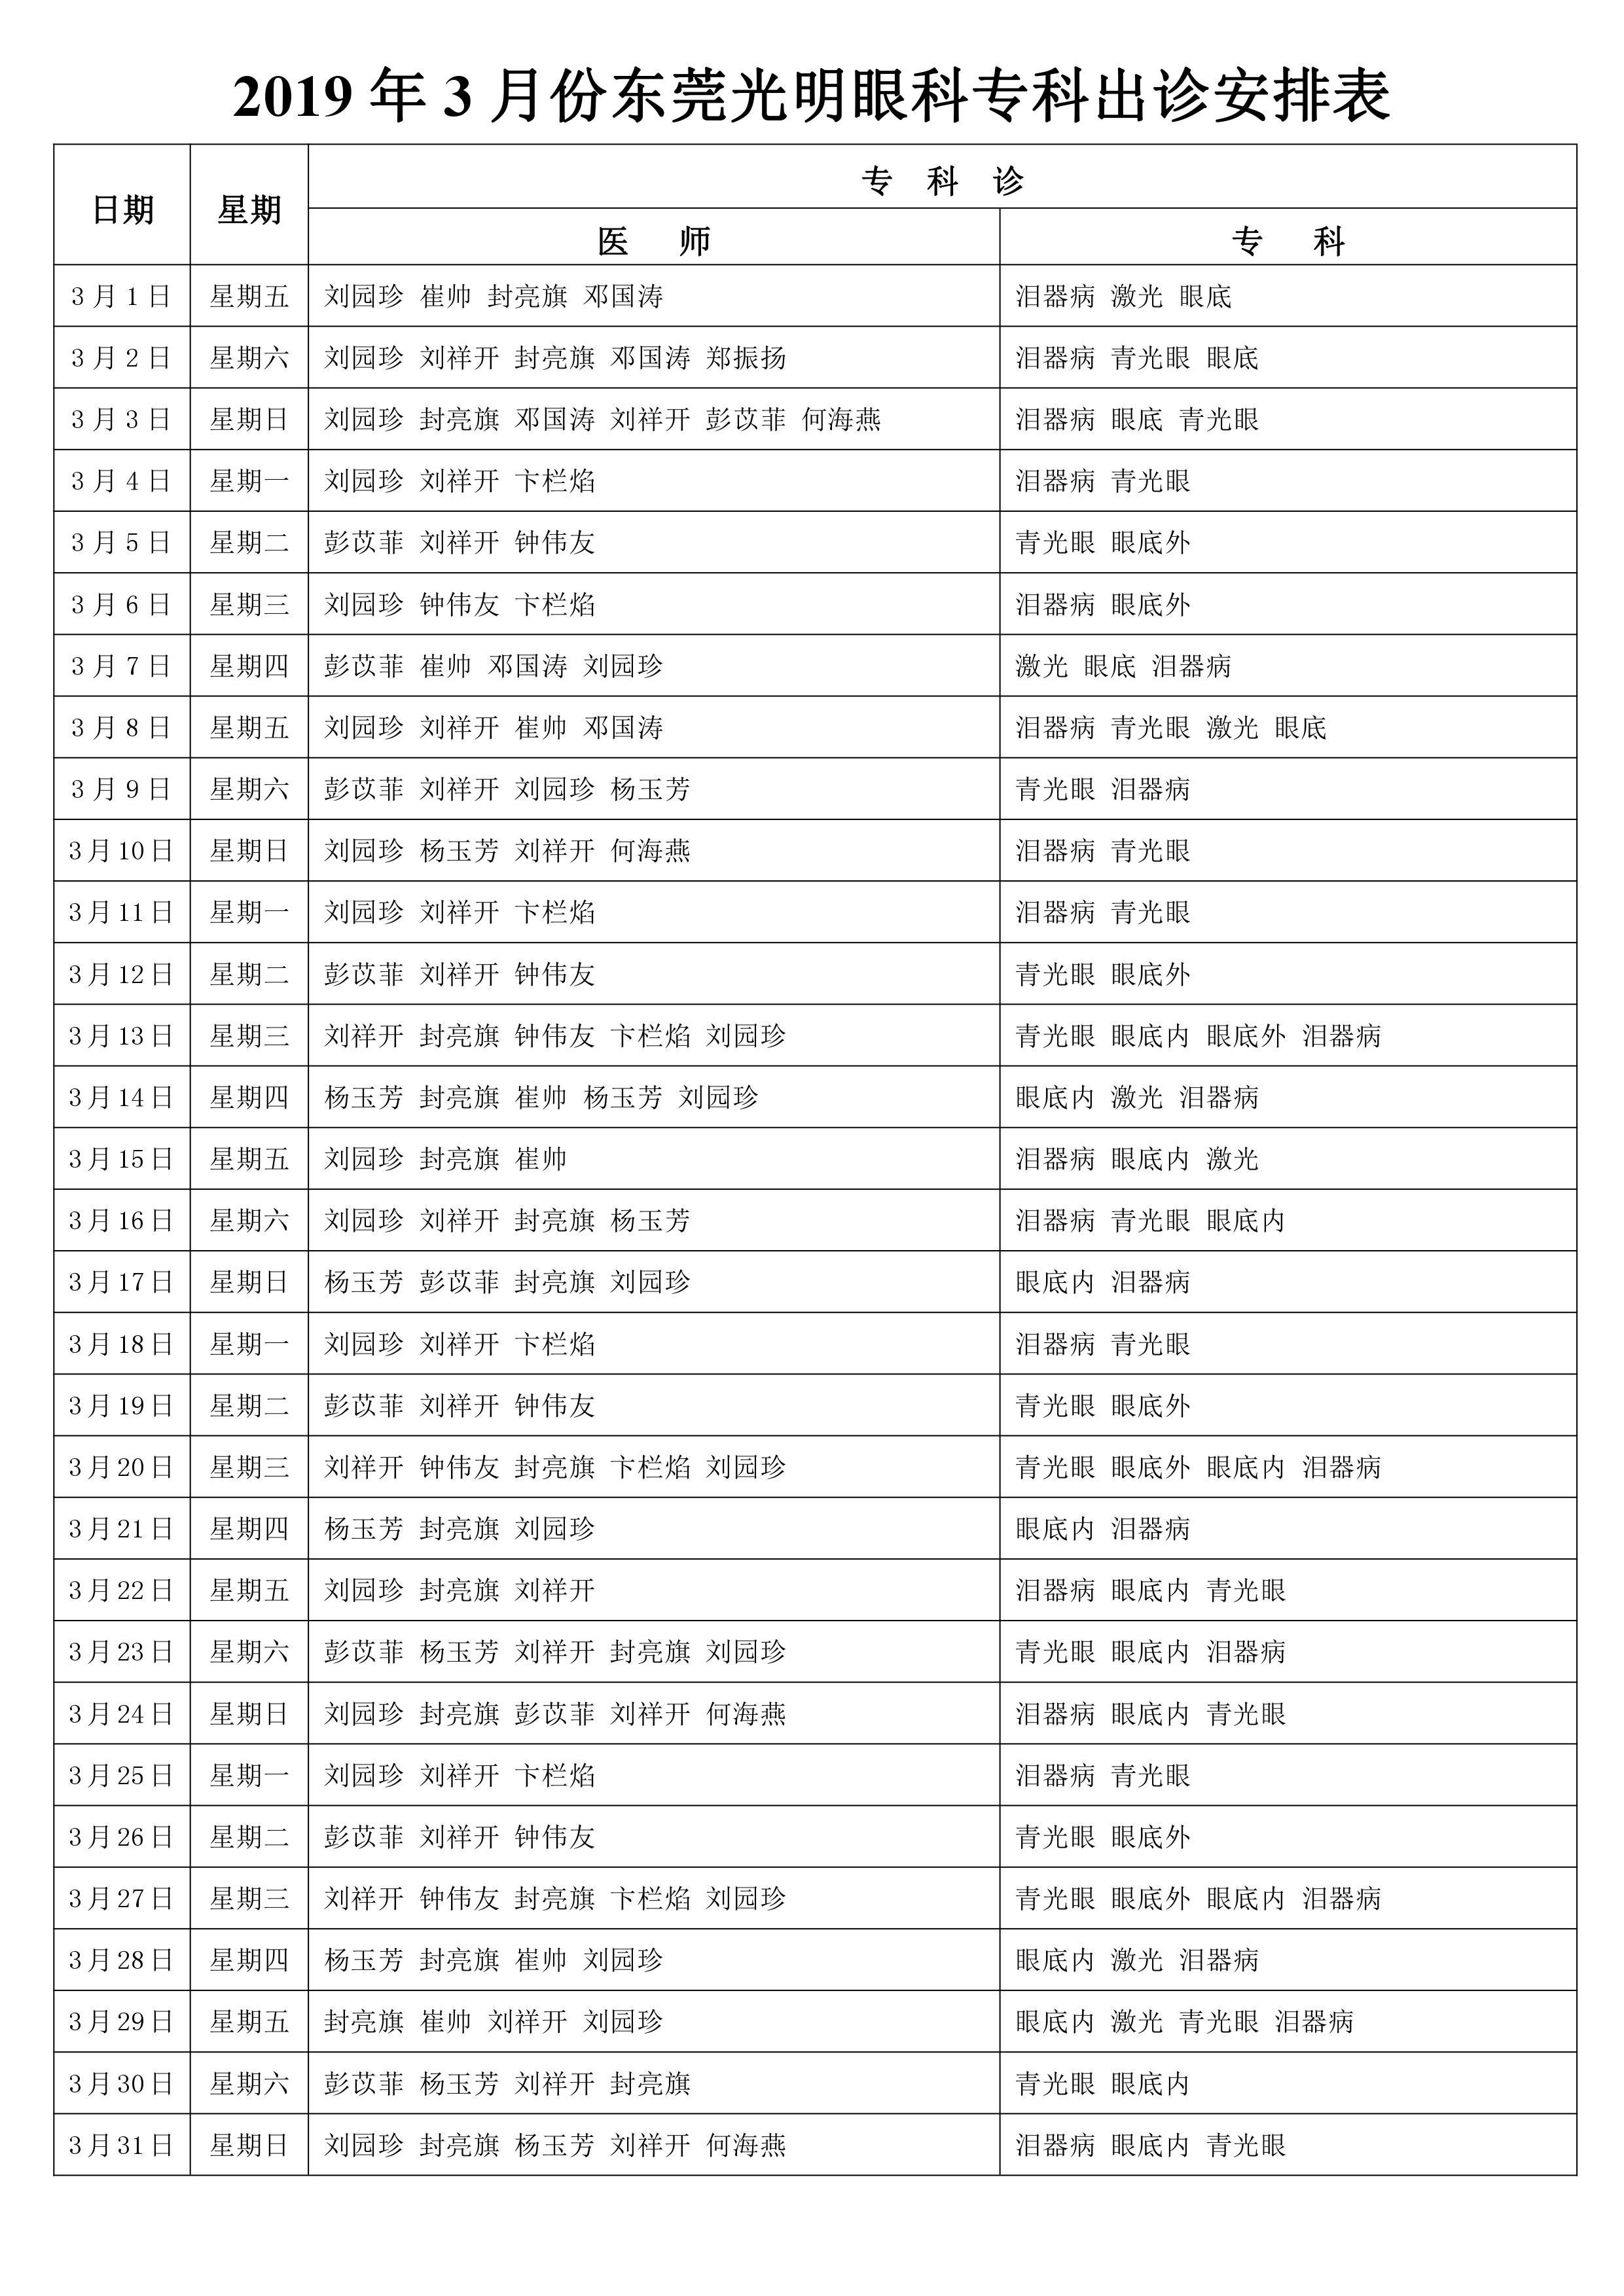 2019 年 3 月份东莞光明眼科专科出诊安排表
日期 星期 专 科 诊
医 师 专 科
3 月 1 日 星期五 刘园珍 崔帅 封亮旗 邓国涛 泪器病 激光 眼底
3 月 2 日 星期六 刘园珍 刘祥开 封亮旗 邓国涛 郑振扬 泪器病 青光眼 眼底
3 月 3 日 星期日 刘园珍 封亮旗 邓国涛 刘祥开 彭苡菲 何海燕 泪器病 眼底 青光眼
3 月 4 日 星期一 刘园珍 刘祥开 卞栏焰 泪器病 青光眼
3 月 5 日 星期二 彭苡菲 刘祥开 钟伟友 青光眼 眼底外
3 月 6 日 星期三 刘园珍 钟伟友 卞栏焰 泪器病 眼底外
3 月 7 日 星期四 彭苡菲 崔帅 邓国涛 刘园珍 激光 眼底 泪器病
3 月 8 日 星期五 刘园珍 刘祥开 崔帅 邓国涛 泪器病 青光眼 激光 眼底
3 月 9 日 星期六 彭苡菲 刘祥开 刘园珍 杨玉芳 青光眼 泪器病
3 月 10 日 星期日 刘园珍 杨玉芳 刘祥开 何海燕 泪器病 青光眼
3 月 11 日 星期一 刘园珍 刘祥开 卞栏焰 泪器病 青光眼
3 月 12 日 星期二 彭苡菲 刘祥开 钟伟友 青光眼 眼底外
3 月 13 日 星期三 刘祥开 封亮旗 钟伟友 卞栏焰 刘园珍 青光眼 眼底内 眼底外 泪器病
3 月 14 日 星期四 杨玉芳 封亮旗 崔帅 杨玉芳 刘园珍 眼底内 激光 泪器病
3 月 15 日 星期五 刘园珍 封亮旗 崔帅 泪器病 眼底内 激光
3 月 16 日 星期六 刘园珍 刘祥开 封亮旗 杨玉芳 泪器病 青光眼 眼底内
3 月 17 日 星期日 杨玉芳 彭苡菲 封亮旗 刘园珍 眼底内 泪器病
3 月 18 日 星期一 刘园珍 刘祥开 卞栏焰 泪器病 青光眼
3 月 19 日 星期二 彭苡菲 刘祥开 钟伟友 青光眼 眼底外
3 月 20 日 星期三 刘祥开 钟伟友 封亮旗 卞栏焰 刘园珍 青光眼 眼底外 眼底内 泪器病
3 月 21 日 星期四 杨玉芳 封亮旗 刘园珍 眼底内 泪器病
3 月 22 日 星期五 刘园珍 封亮旗 刘祥开 泪器病 眼底内 青光眼
3 月 23 日 星期六 彭苡菲 杨玉芳 刘祥开 封亮旗 刘园珍 青光眼 眼底内 泪器病
3 月 24 日 星期日 刘园珍 封亮旗 彭苡菲 刘祥开 何海燕 泪器病 眼底内 青光眼
3 月 25 日 星期一 刘园珍 刘祥开 卞栏焰 泪器病 青光眼
3 月 26 日 星期二 彭苡菲 刘祥开 钟伟友 青光眼 眼底外
3 月 27 日 星期三 刘祥开 钟伟友 封亮旗 卞栏焰 刘园珍 青光眼 眼底外 眼底内 泪器病
3 月 28 日 星期四 杨玉芳 封亮旗 崔帅 刘园珍 眼底内 激光 泪器病
3 月 29 日 星期五 封亮旗 崔帅 刘祥开 刘园珍 眼底内 激光 青光眼 泪器病
3 月 30 日 星期六 彭苡菲 杨玉芳 刘祥开 封亮旗 青光眼 眼底内
3 月 31 日 星期日 刘园珍 封亮旗 杨玉芳 刘祥开 何海燕 泪器病 眼底内 青光眼